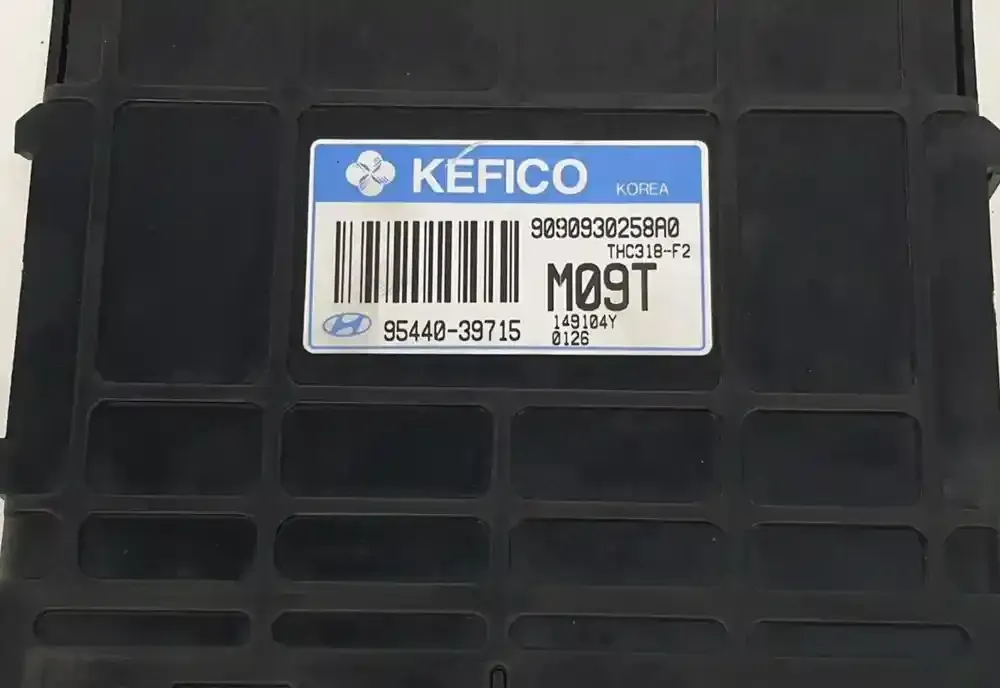 KEFICO KOREA
9090930258A0
THC318-F2
M09T
149104Y
95440-39715
0126